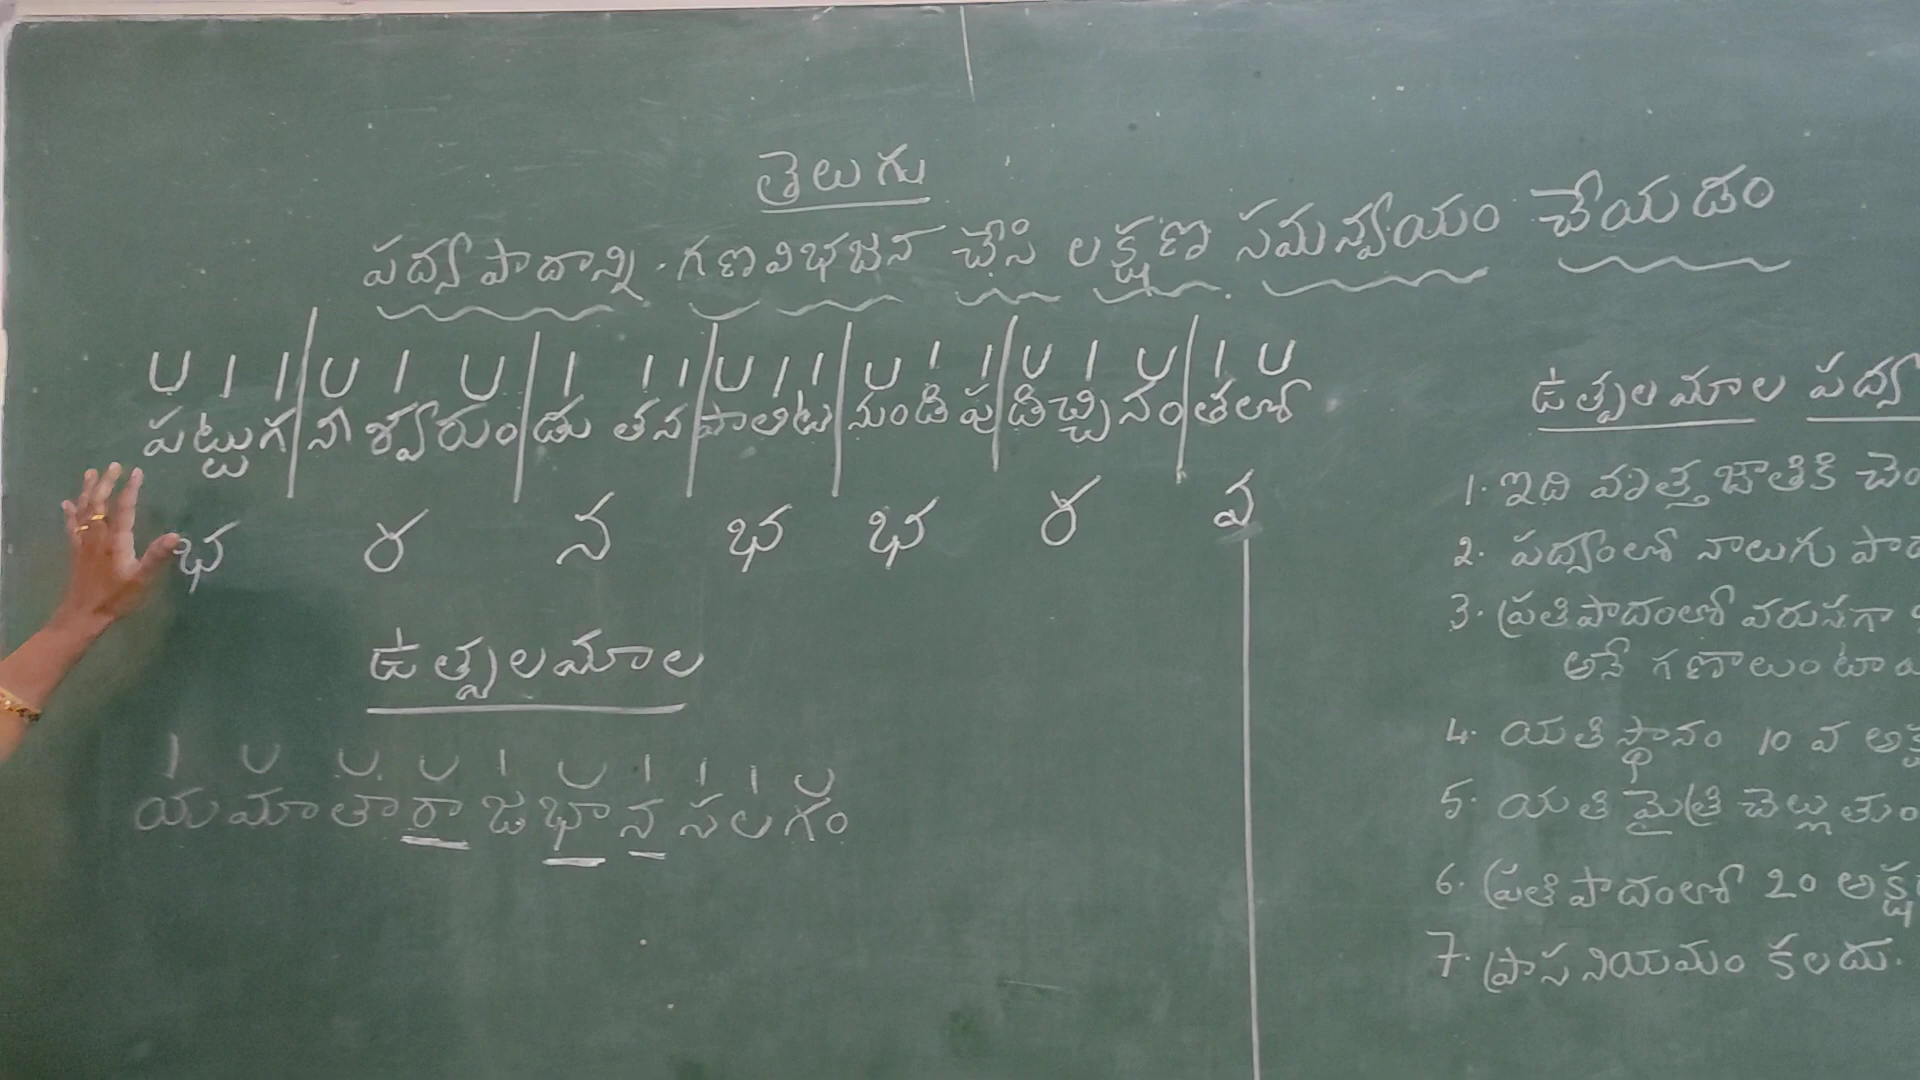 తెలుగు
పద్యపాదాన్ని గణవిభజన చేసి లక్షణ సమన్వయం చేయడం
U I I | U I U | I I I | U I I | U I I | U I U | I U
పట్టుగ | నీశ్వరుం | డు తన | పాలిట | నుండి పు | డిచ్చినం | తలో
భ ర న భ భ ర వ
ఉత్పలమాల
I U U U I U I I I U
యమాతారాజభానసలగం
ఉత్పలమాల పద్య
1. ఇది వృత్త జాతికి చెం
2. పద్యంలో నాలుగు పాద
3. ప్రతిపాదంలో వరుసగా
అనే గణాలుంటాయ
4. యతి స్థానం 10 వ అక్ష
5. యతి మైత్రి చెల్లుతుం
6. ప్రతి పాదంలో 20 అక్ష
7. ప్రాస నియమం కలదు.